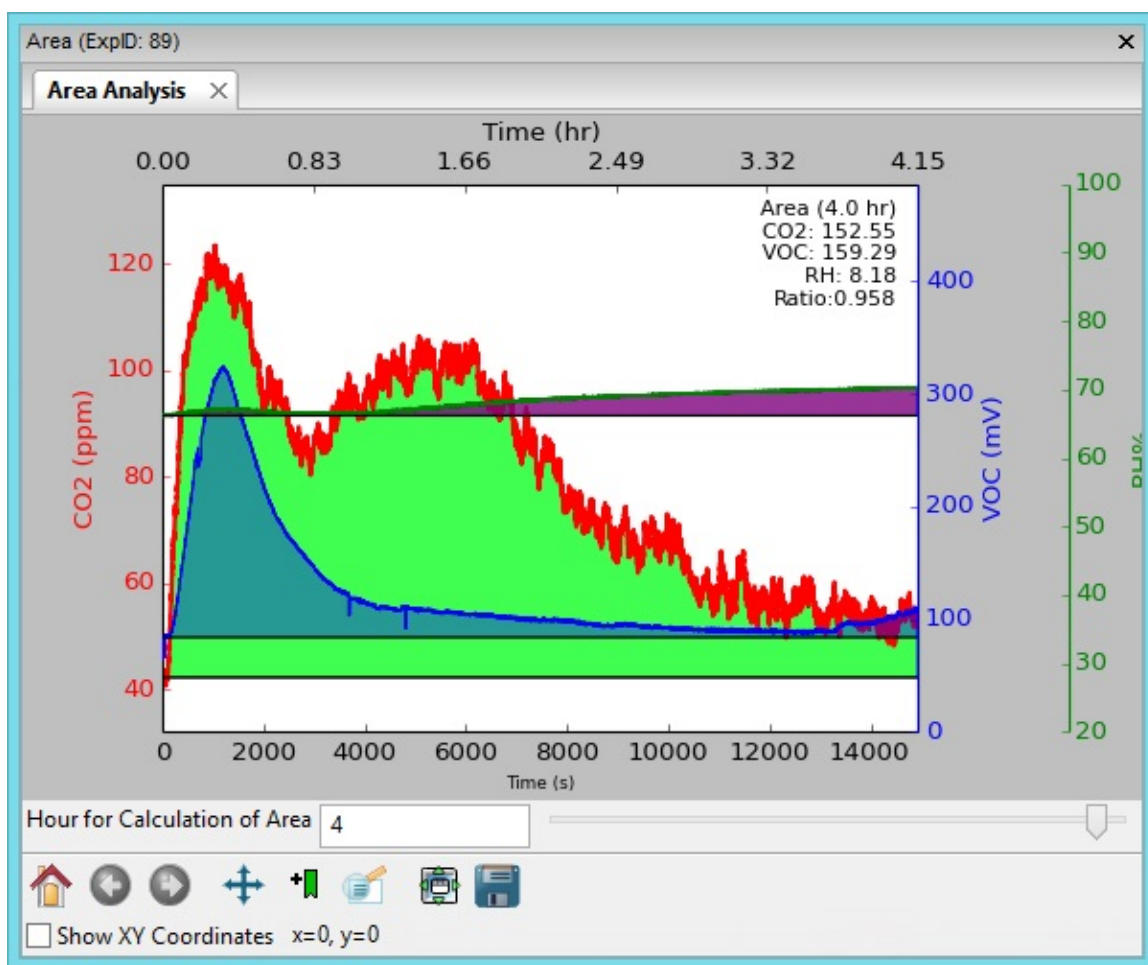 Area (ExpID: 89)
Area Analysis
Time (hr)
0.00 0.83 1.66 2.49 3.32 4.15
Area (4.0 hr)
CO2: 152.55
VOC: 159.29
RH: 8.18
Ratio:0.958
120
100
80
60
40
CO2 (ppm)
400
300
200
100
0
VOC (mV)
100
90
80
70
60
50
40
30
20
0 2000 4000 6000 8000 10000 12000 14000
Time (s)
Hour for Calculation of Area 4
Show XY Coordinates x=0, y=0